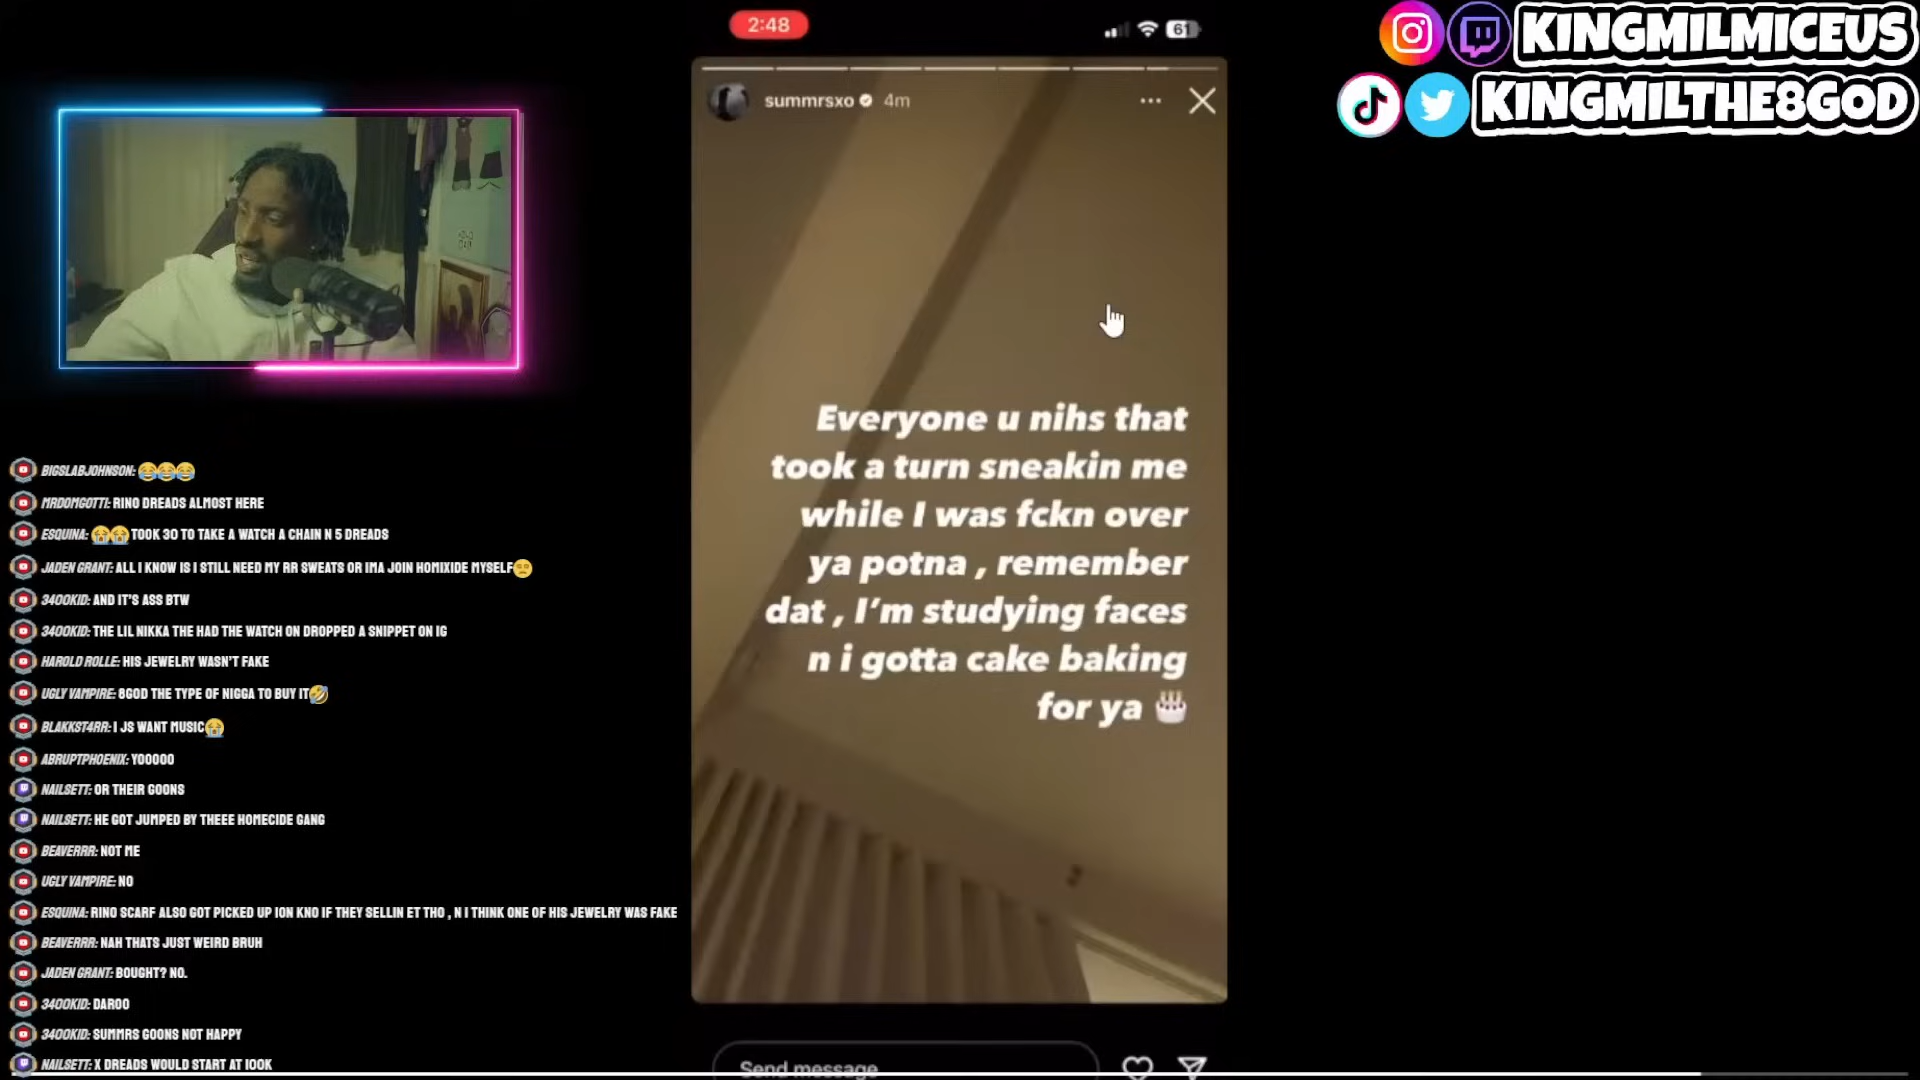 2:48
61
KINGMILMICEUS
KINGMILTHE8GOD
summrsxo 4m
Everyone u nihs that
took a turn sneakin me
while I was fckn over
ya potna , remember
dat , I’m studying faces
n i gotta cake baking
for ya 🎂
Send message
BIGSLABJOHNSON: 😂😂😂
MRDOMGOTTI: RINO DREADS ALMOST HERE
ESQUINA: 😭😭TOOK 30 TO TAKE A WATCH A CHAIN N 5 DREADS
JADEN GRANT: ALL I KNOW IS I STILL NEED MY RR SWEATS OR IMA JOIN HOMIXIDE MYSELF😵‍💫
3400KID: AND IT'S ASS BTW
3400KID: THE LIL NIKKA THE HAD THE WATCH ON DROPPED A SNIPPET ON IG
HAROLD ROLLE: HIS JEWELRY WASN'T FAKE
UGLY VAMPIRE: 8GOD THE TYPE OF NIGGA TO BUY IT🤣
BLAKKST4RR: I JS WANT MUSIC😭
ABRUPTPHOENIX: YOOOOO
NAILSETT: OR THEIR GOONS
NAILSETT: HE GOT JUMPED BY THEEE HOMECIDE GANG
BEAVERRR: NOT ME
UGLY VAMPIRE: NO
ESQUINA: RINO SCARF ALSO GOT PICKED UP ION KNO IF THEY SELLIN ET THO , N I THINK ONE OF HIS JEWELRY WAS FAKE
BEAVERRR: NAH THATS JUST WEIRD BRUH
JADEN GRANT: BOUGHT? NO.
3400KID: DAROO
3400KID: SUMMRS GOONS NOT HAPPY
NAILSETT: X DREADS WOULD START AT 100K